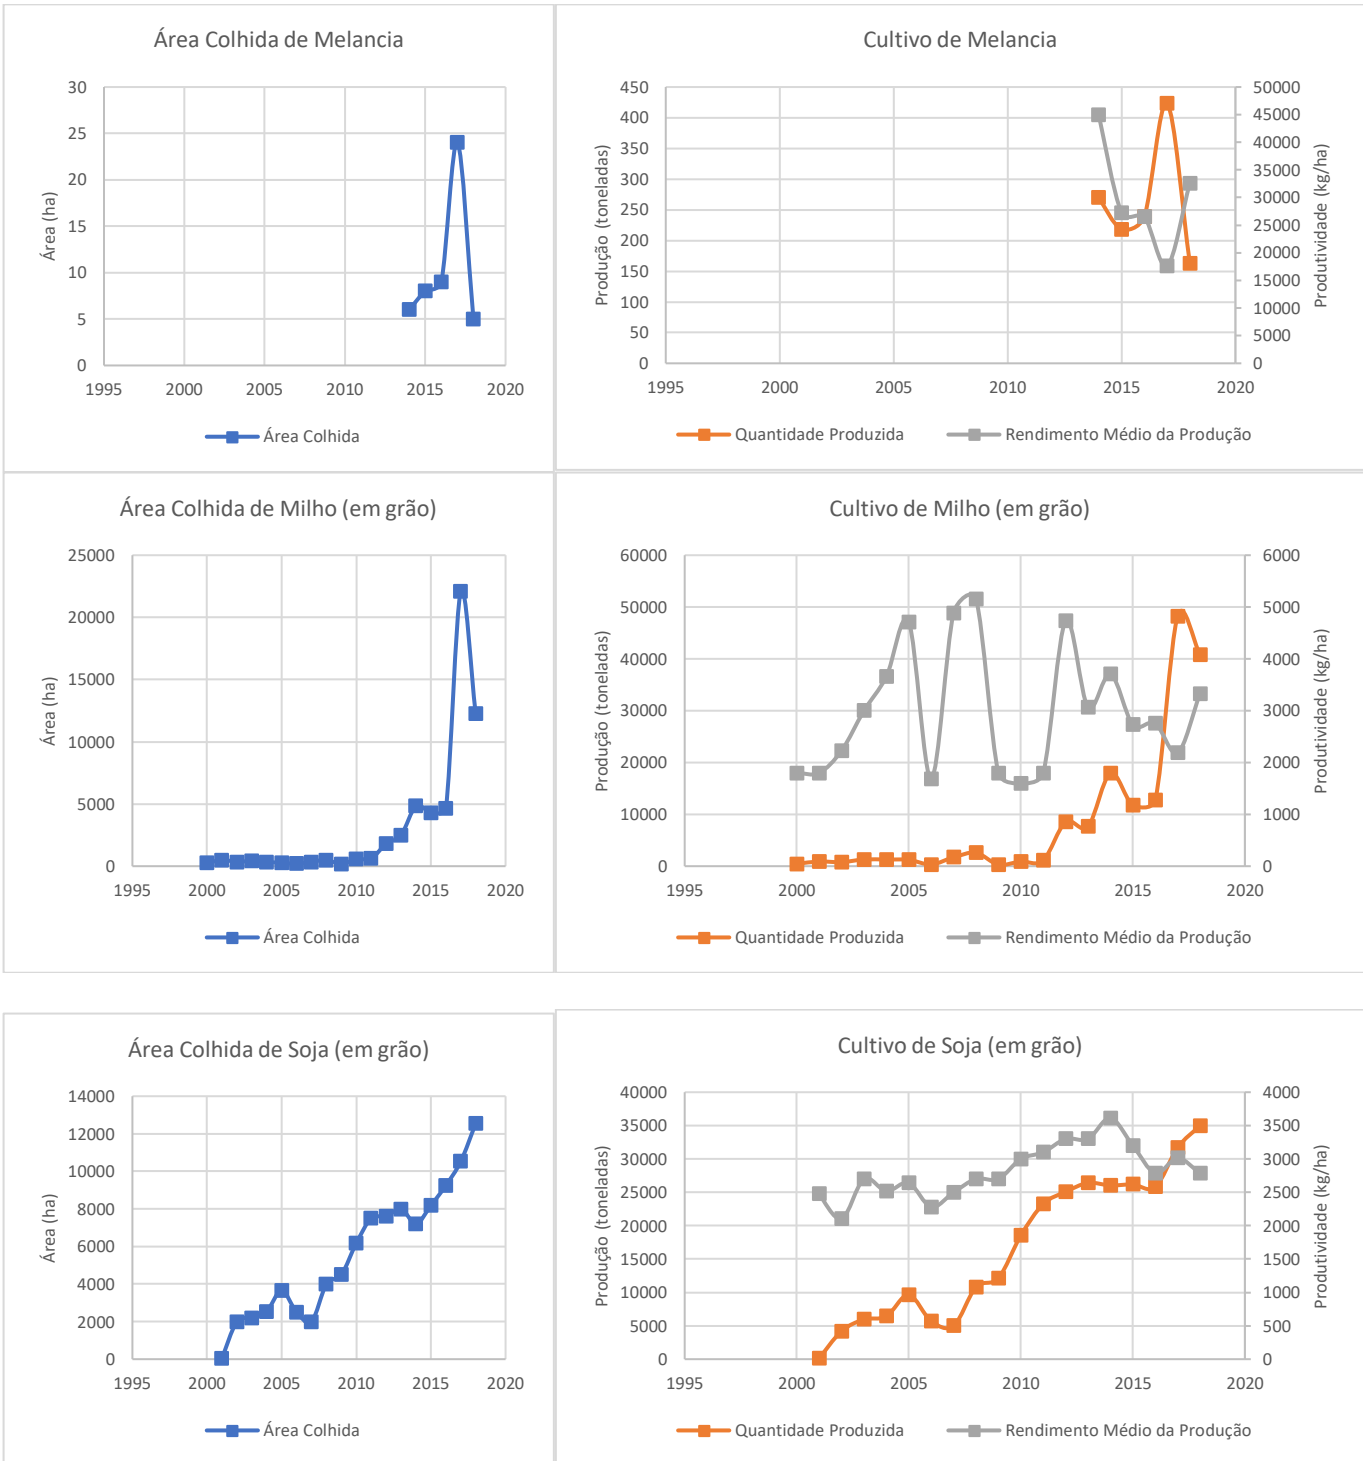 Área Colhida de Melancia
30
25
20
15
10
5
0
Área (ha)
1995 2000 2005 2010 2015 2020
Área Colhida
Cultivo de Melancia
450
400
350
300
250
200
150
100
50
0
Produção (toneladas)
50000
45000
40000
35000
30000
25000
20000
15000
10000
5000
0
Produtividade (kg/ha)
1995 2000 2005 2010 2015 2020
Quantidade Produzida Rendimento Médio da Produção
Área Colhida de Milho (em grão)
25000
20000
15000
10000
5000
0
Área (ha)
1995 2000 2005 2010 2015 2020
Área Colhida
Cultivo de Milho (em grão)
60000
50000
40000
30000
20000
10000
0
Produção (toneladas)
6000
5000
4000
3000
2000
1000
0
Produtividade (kg/ha)
1995 2000 2005 2010 2015 2020
Quantidade Produzida Rendimento Médio da Produção
Área Colhida de Soja (em grão)
14000
12000
10000
8000
6000
4000
2000
0
Área (ha)
1995 2000 2005 2010 2015 2020
Área Colhida
Cultivo de Soja (em grão)
40000
35000
30000
25000
20000
15000
10000
5000
0
Produção (toneladas)
4000
3500
3000
2500
2000
1500
1000
500
0
Produtividade (kg/ha)
1995 2000 2005 2010 2015 2020
Quantidade Produzida Rendimento Médio da Produção